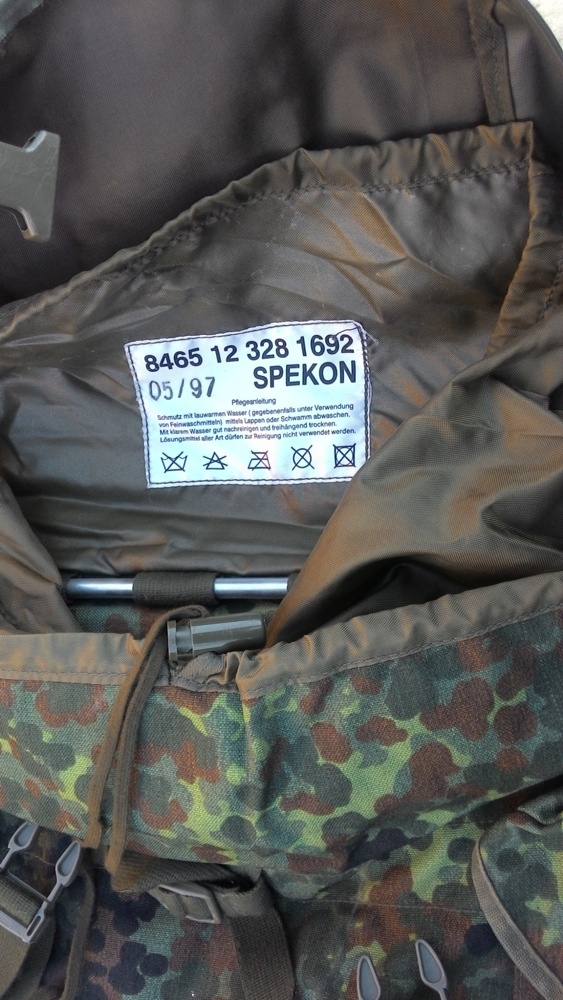 8465 12 328 1692
05/97 SPEKON
Pflegeanleitung
Schmutz mit lauwarmen Wasser ( gegebenenfalls unter Verwendung
von Feinwaschmitteln) mittels Lappen oder Schwamm abwaschen.
Mit klarem Wasser gut nachreinigen und freihängend trocknen.
Lösungsmittel aller Art dürfen zur Reinigung nicht verwendet werden.